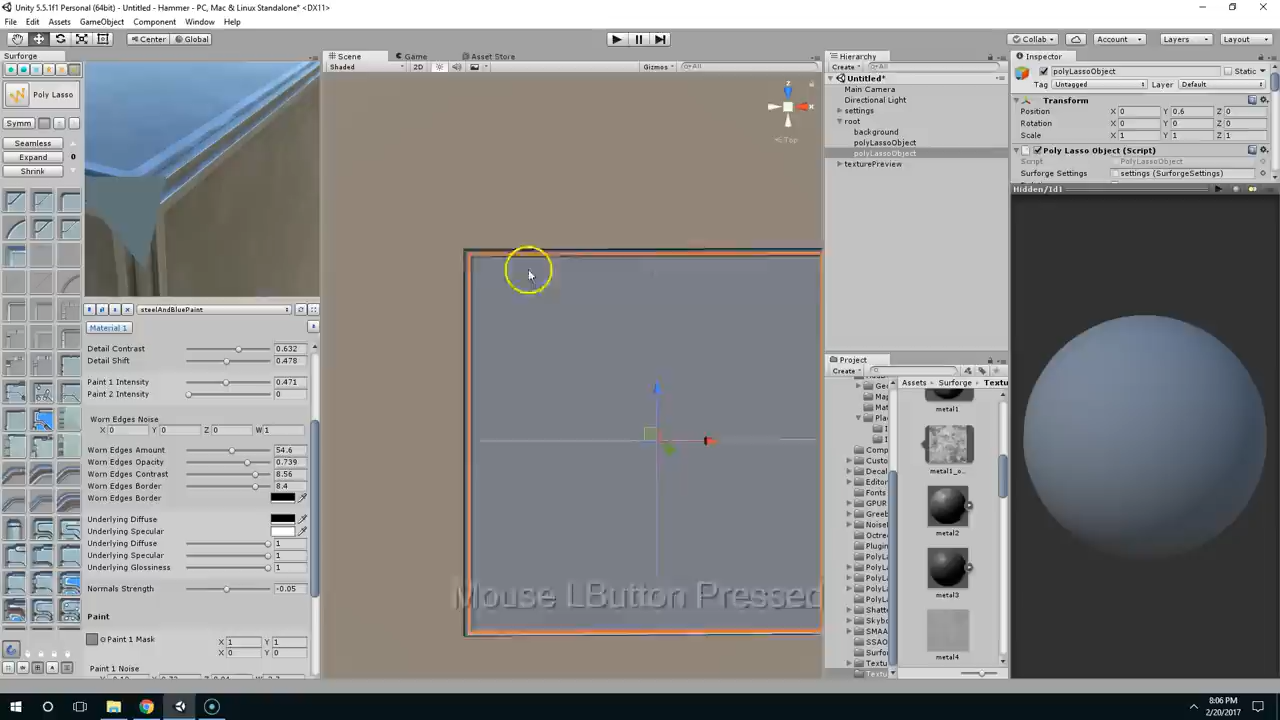 Unity 5.5.1f1 Personal (64bit) - Untitled - Hammer - PC, Mac & Linux Standalone* <DX11>
File Edit Assets GameObject Component Window Help
Center Global
Collab Account Layers Layout
Surforge
Poly Lasso
Symm
Seamless
Expand 0
Shrink
steelAndBluePaint
Material 1
Detail Contrast 0.632
Detail Shift 0.478
Paint 1 Intensity 0.471
Paint 2 Intensity 0
Worn Edges Noise
X 0 Y 0 Z 0 W 1
Worn Edges Amount 54.6
Worn Edges Opacity 0.739
Worn Edges Contrast 8.56
Worn Edges Border 8.4
Worn Edges Border
Underlying Diffuse
Underlying Specular
Underlying Diffuse 1
Underlying Specular 1
Underlying Glossiness 1
Normals Strength -0.05
Paint
Paint 1 Mask X 1 Y 1
X 0 Y 0
Paint 1 Noise
Scene Game Asset Store
Shaded 2D Gizmos All
z
x
Top
Mouse LButton Pressed
Hierarchy
Create All
Untitled*
Main Camera
Directional Light
settings
root
background
polyLassoObject
polyLassoObject
texturePreview
Project
Create
Assets Surforge Textu
metal1
metal1_o...
metal2
metal3
metal4
Inspector
polyLassoObject Static
Tag Untagged Layer Default
Transform
Position X 0 Y 0.6 Z 0
Rotation X 0 Y 0 Z 0
Scale X 1 Y 1 Z 1
Poly Lasso Object (Script)
Script PolyLassoObject
Surforge Settings settings (SurforgeSettings)
Hidden/Id1
8:06 PM
2/20/2017